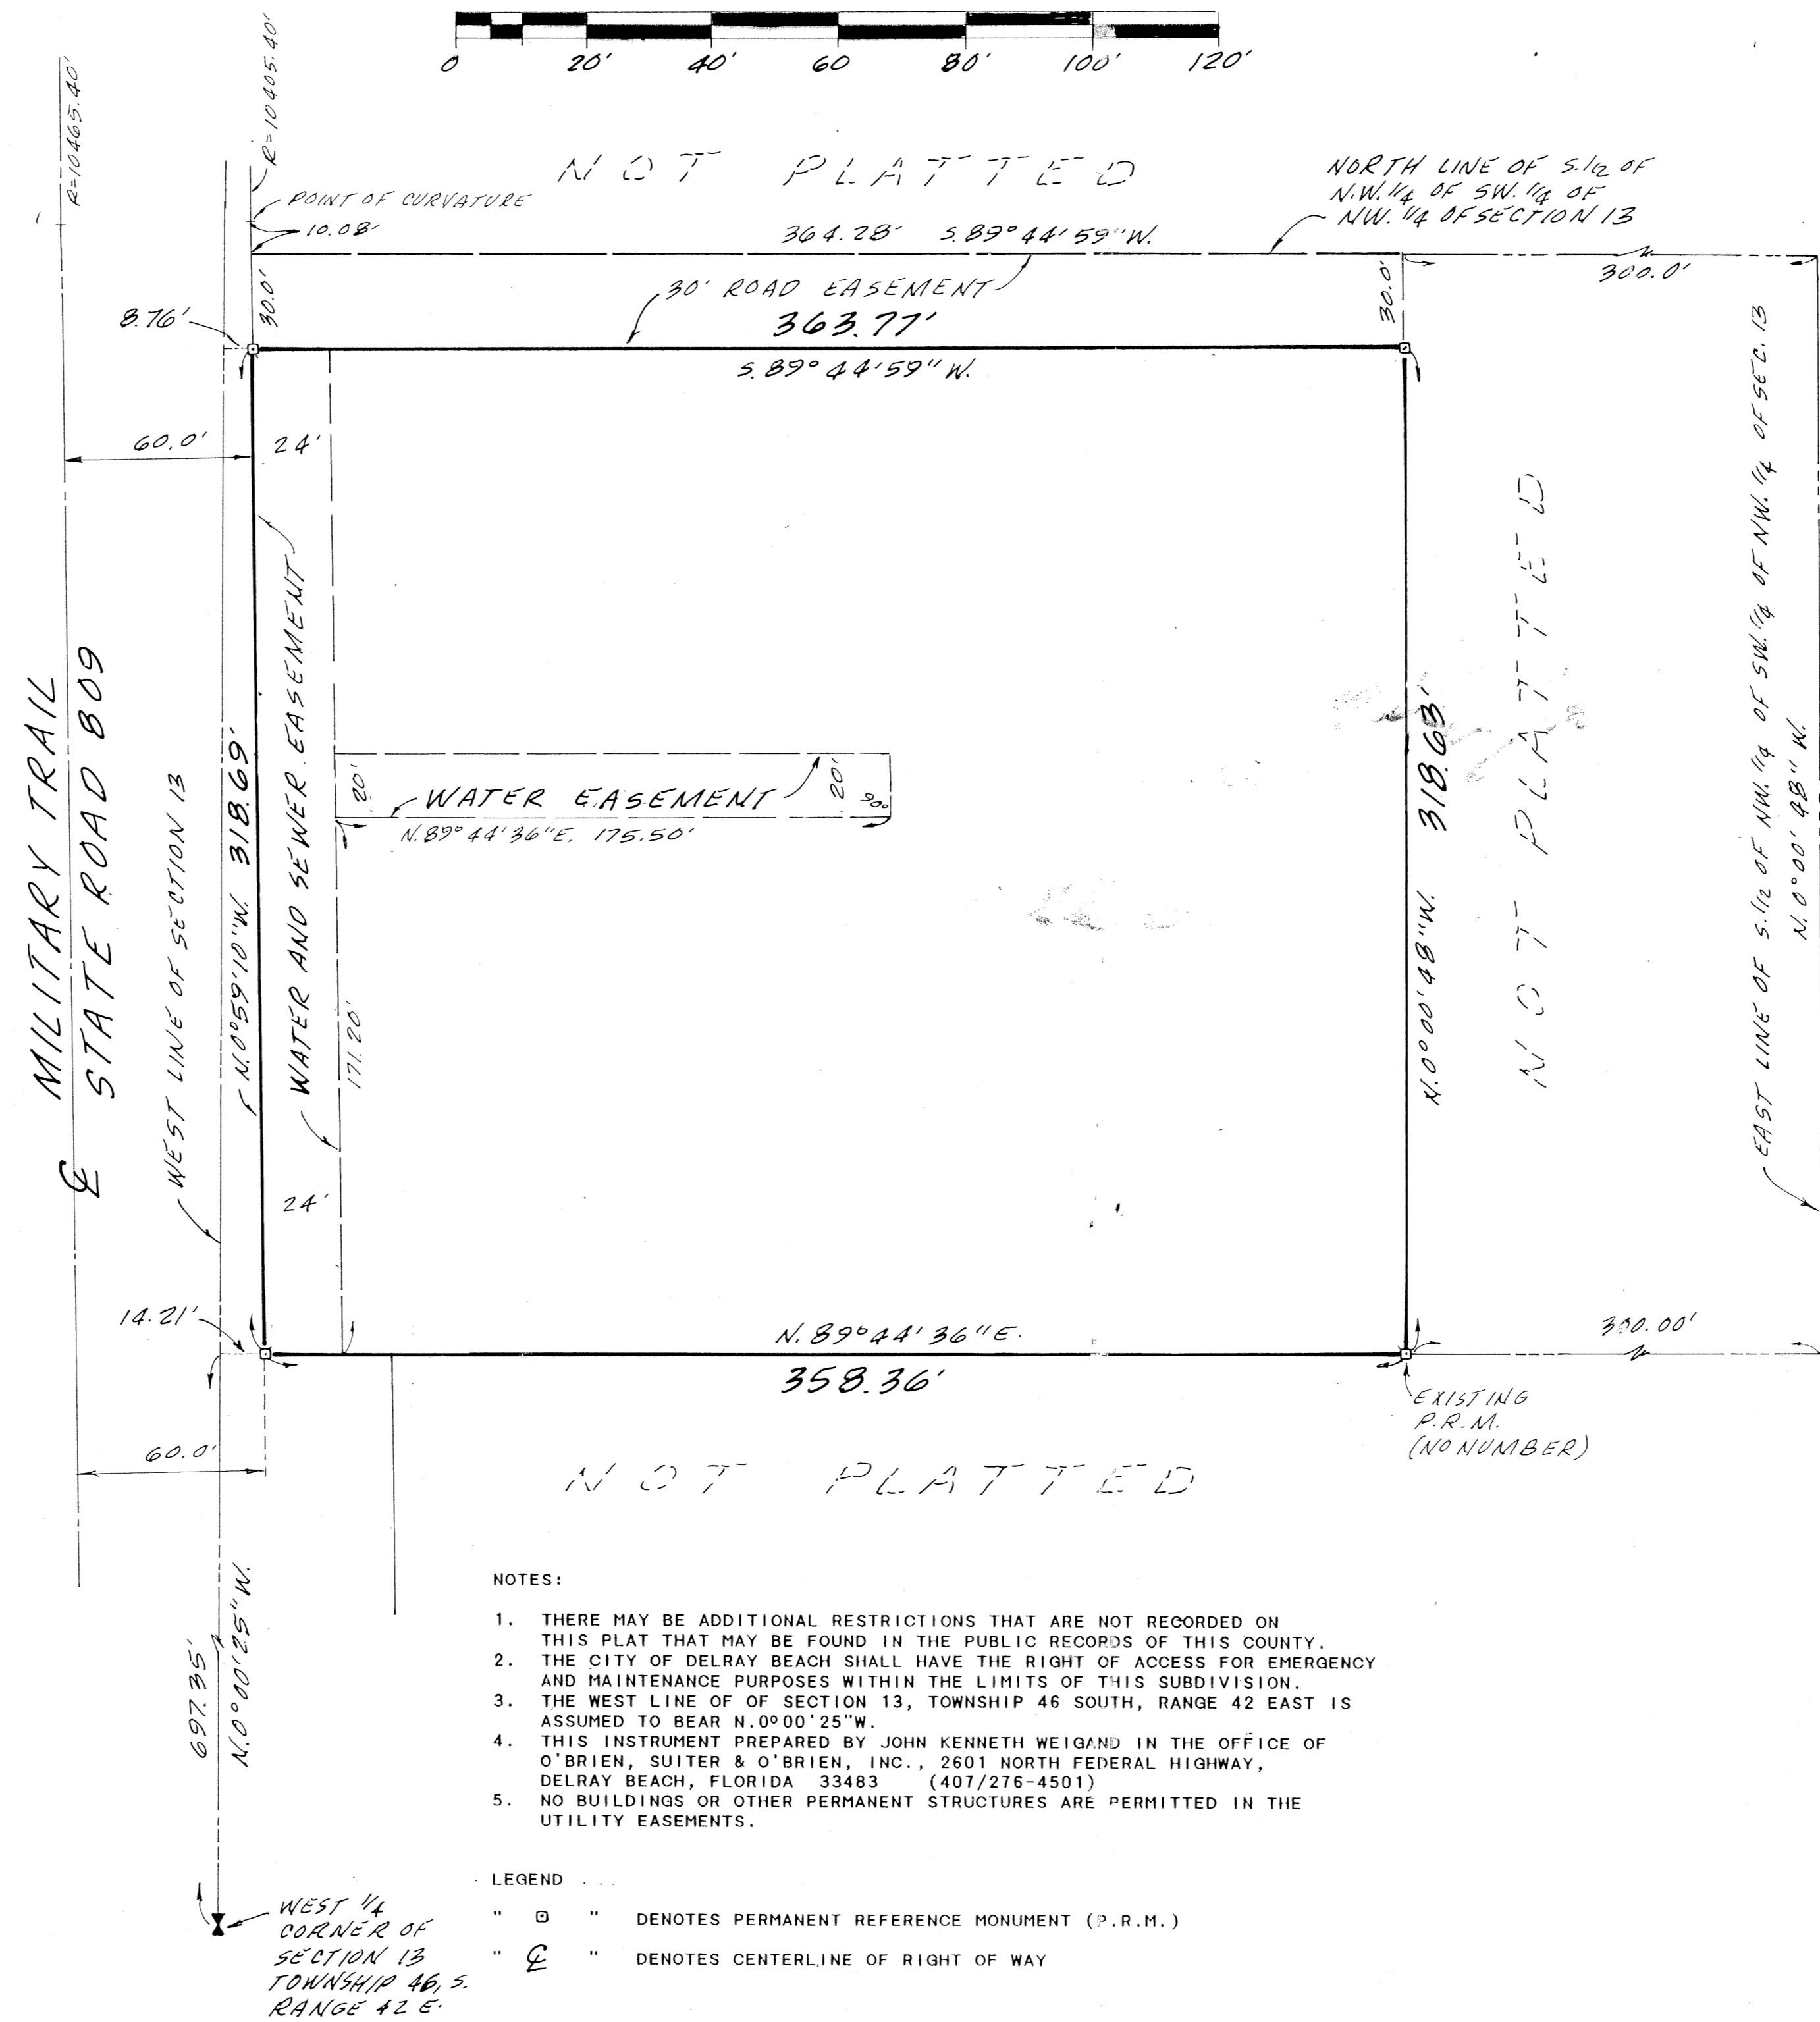 0 20' 40' 60 80' 100' 120'
R=10465.40'
R=10405.40'
NOT PLATTED
POINT OF CURVATURE
10.08'
364.28' S.89°44'59"W.
NORTH LINE OF S.1/2 OF
N.W.1/4 OF SW.1/4 OF
NW.1/4 OF SECTION 13
30.0'
30' ROAD EASEMENT
30.0'
300.0'
8.76'
363.77'
S.89°44'59"W.
60.0'
24'
MILITARY TRAIL
STATE ROAD 809
℄
WEST LINE OF SECTION 13
N.0°59'10"W. 318.69'
WATER AND SEWER EASEMENT
171.20'
20'
WATER EASEMENT
20'
90°
N.89°44'36"E. 175.50'
N.0°00'48"W. 318.63'
NOT PLATTED
EAST LINE OF S.1/2 OF NW.1/4 OF SW.1/4 OF NW.1/4 OF SEC. 13
N.0°00'48"W.
24'
14.21'
N.89°44'36"E.
358.36'
300.00'
EXISTING
P.R.M.
(NO NUMBER)
60.0'
NOT PLATTED
697.35'
N.0°00'25"W.
NOTES:
1. THERE MAY BE ADDITIONAL RESTRICTIONS THAT ARE NOT RECORDED ON
THIS PLAT THAT MAY BE FOUND IN THE PUBLIC RECORDS OF THIS COUNTY.
2. THE CITY OF DELRAY BEACH SHALL HAVE THE RIGHT OF ACCESS FOR EMERGENCY
AND MAINTENANCE PURPOSES WITHIN THE LIMITS OF THIS SUBDIVISION.
3. THE WEST LINE OF OF SECTION 13, TOWNSHIP 46 SOUTH, RANGE 42 EAST IS
ASSUMED TO BEAR N.0°00'25"W.
4. THIS INSTRUMENT PREPARED BY JOHN KENNETH WEIGAND IN THE OFFICE OF
O'BRIEN, SUITER & O'BRIEN, INC., 2601 NORTH FEDERAL HIGHWAY,
DELRAY BEACH, FLORIDA 33483 (407/276-4501)
5. NO BUILDINGS OR OTHER PERMANENT STRUCTURES ARE PERMITTED IN THE
UTILITY EASEMENTS.
LEGEND ...
" ⊡ " DENOTES PERMANENT REFERENCE MONUMENT (P.R.M.)
" ℄ " DENOTES CENTERLINE OF RIGHT OF WAY
WEST 1/4
CORNER OF
SECTION 13
TOWNSHIP 46, S.
RANGE 42 E.